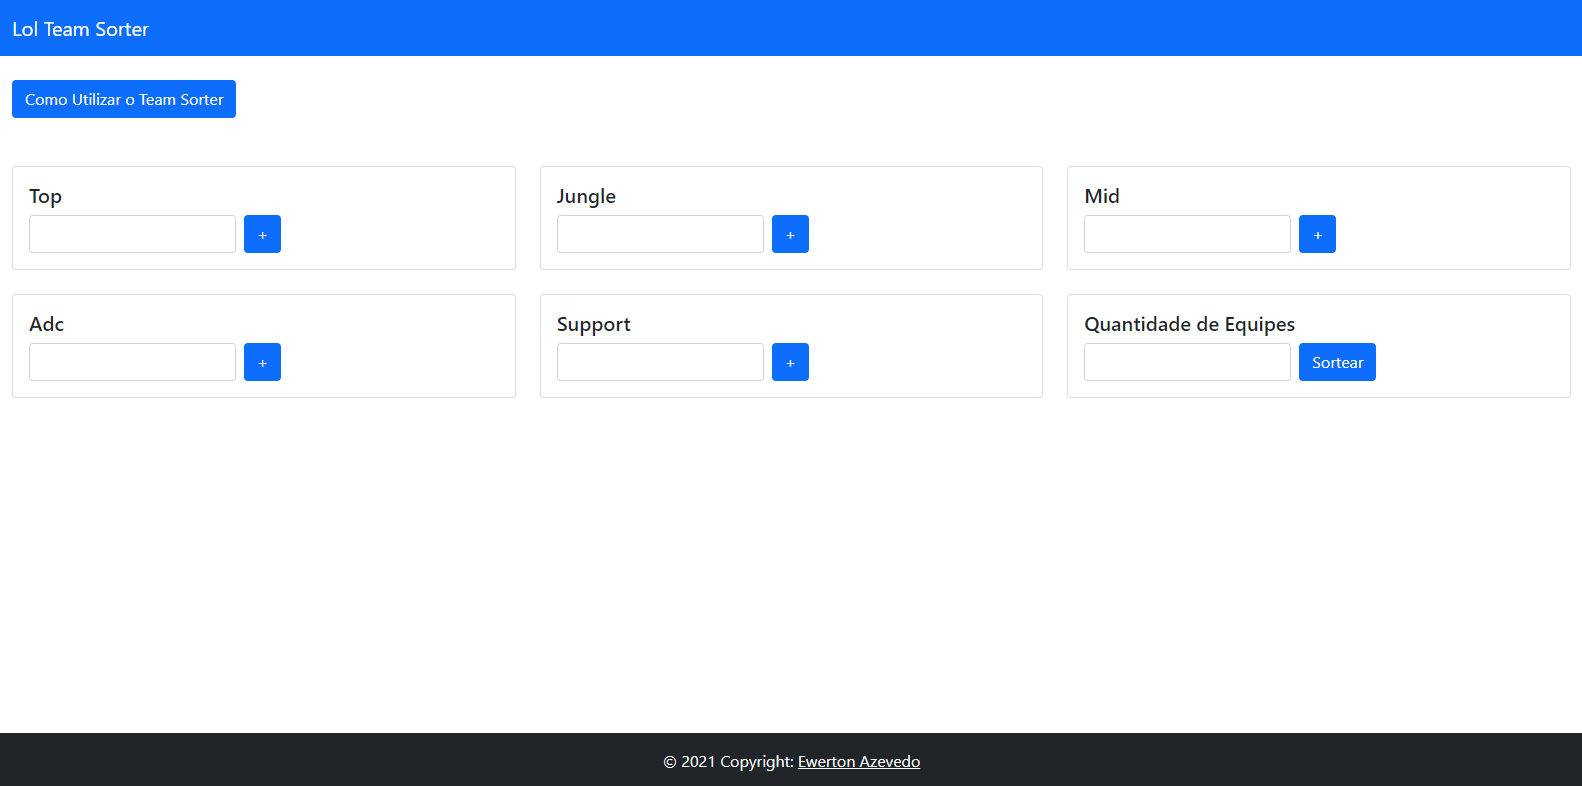 Lol Team Sorter
Como Utilizar o Team Sorter
Top
+
Jungle
+
Mid
+
Adc
+
Support
+
Quantidade de Equipes
Sortear
© 2021 Copyright: Ewerton Azevedo